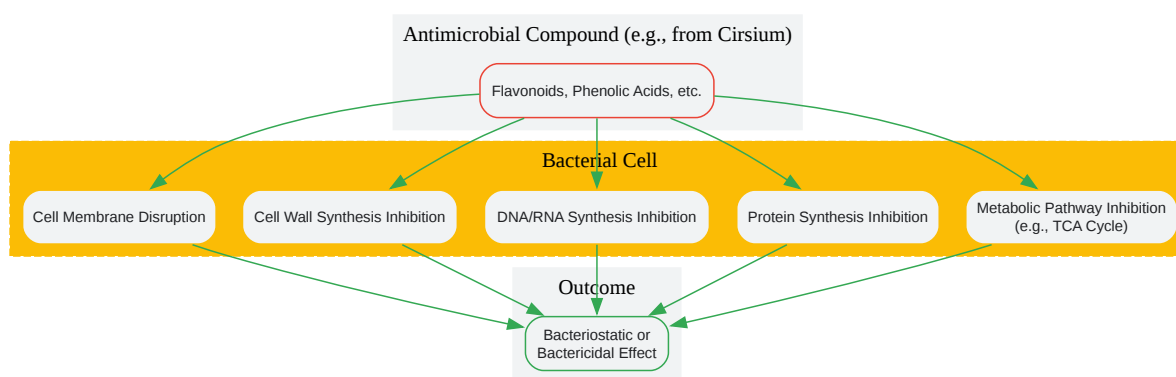 Antimicrobial Compound (e.g., from Cirsium)
Flavonoids, Phenolic Acids, etc.
Bacterial Cell
Cell Membrane Disruption
Cell Wall Synthesis Inhibition
DNA/RNA Synthesis Inhibition
Protein Synthesis Inhibition
Metabolic Pathway Inhibition
(e.g., TCA Cycle)
Outcome
Bacteriostatic or
Bactericidal Effect